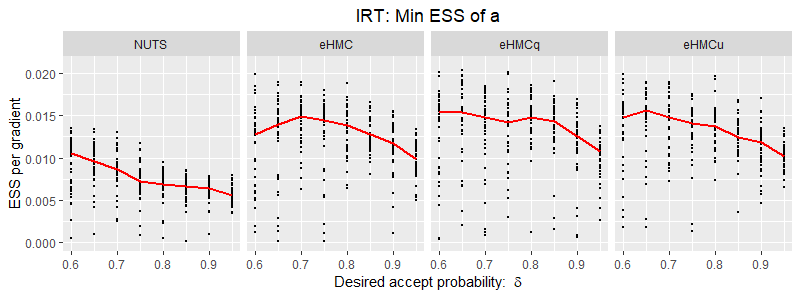 IRT: Min ESS of a
NUTS eHMC eHMCq eHMCu
ESS per gradient
0.020
0.015
0.010
0.005
0.000
0.6 0.7 0.8 0.9 0.6 0.7 0.8 0.9 0.6 0.7 0.8 0.9 0.6 0.7 0.8 0.9
Desired accept probability: δ